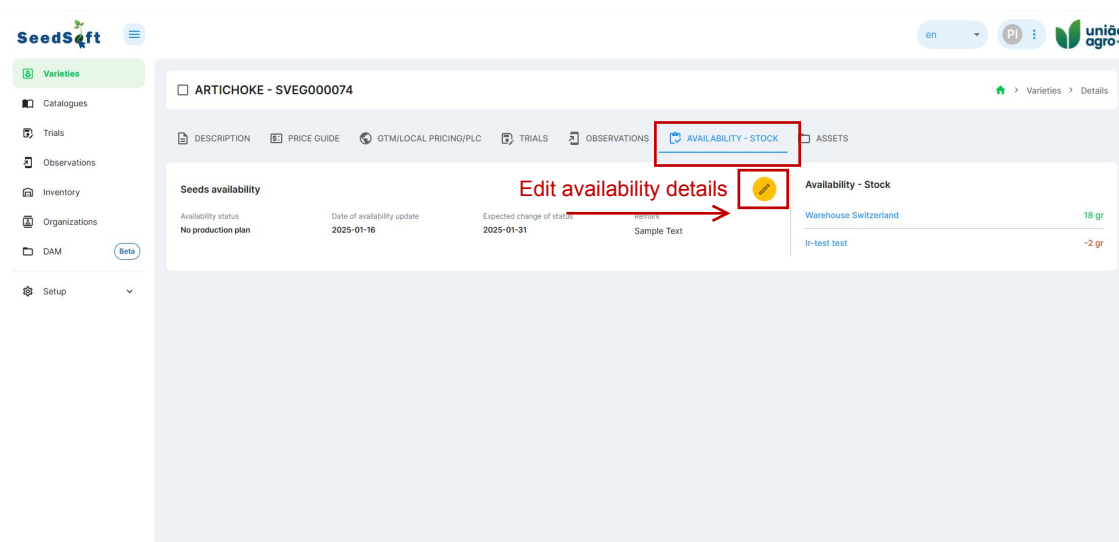 SeedSoft
en
PI
união
agro
Varieties
Catalogues
Trials
Observations
Inventory
Organizations
DAM
Beta
Setup
ARTICHOKE - SVEG000074
Varieties > Details
DESCRIPTION
PRICE GUIDE
GTM/LOCAL PRICING/PLC
TRIALS
OBSERVATIONS
AVAILABILITY - STOCK
ASSETS
Seeds availability
Edit availability details
Availability status
No production plan
Date of availability update
2025-01-16
Expected change of status
2025-01-31
Remark
Sample Text
Availability - Stock
Warehouse Switzerland
18 gr
Ir-test test
-2 gr